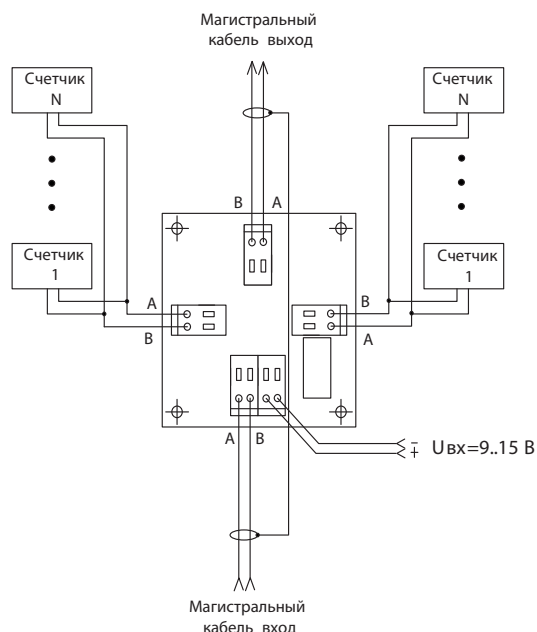 Магистральный
кабель выход
Счетчик
N
Счетчик
N
B A
Счетчик
1
Счетчик
1
A
B
B
A
A B
- Uвх=9..15 В
+
Магистральный
кабель вход